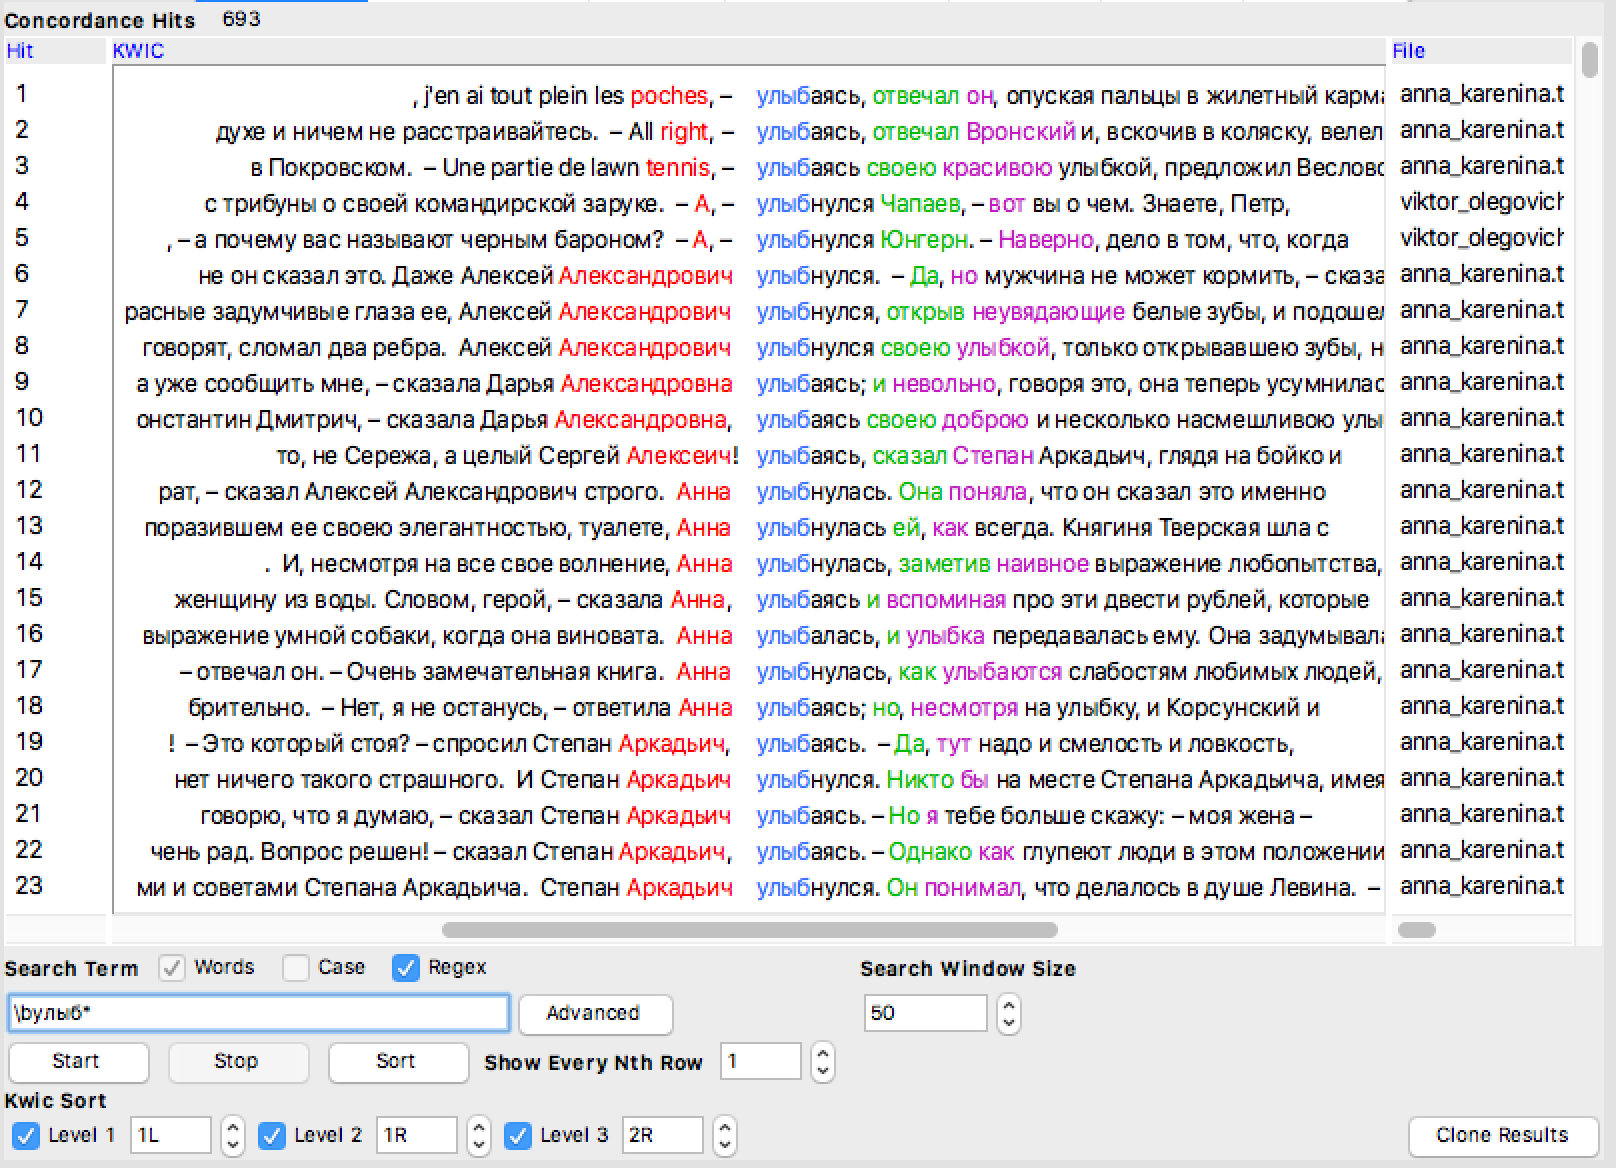 Concordance Hits 693
Hit KWIC File
1 , j'en ai tout plein les poches, – улыбаясь, отвечал он, опуская пальцы в жилетный карма anna_karenina.t
2 духе и ничем не расстраивайтесь. – All right, – улыбаясь, отвечал Вронский и, вскочив в коляску, велел anna_karenina.t
3 в Покровском. – Une partie de lawn tennis, – улыбаясь своею красивою улыбкой, предложил Веслово anna_karenina.t
4 с трибуны о своей командирской заруке. – А, – улыбнулся Чапаев, – вот вы о чем. Знаете, Петр, viktor_olegovich
5 , – а почему вас называют черным бароном? – А, – улыбнулся Юнгерн. – Наверно, дело в том, что, когда viktor_olegovich
6 не он сказал это. Даже Алексей Александрович улыбнулся. – Да, но мужчина не может кормить, – сказа anna_karenina.t
7 расные задумчивые глаза ее, Алексей Александрович улыбнулся, открыв неувядающие белые зубы, и подошел anna_karenina.t
8 говорят, сломал два ребра. Алексей Александрович улыбнулся своею улыбкой, только открывавшею зубы, н anna_karenina.t
9 а уже сообщить мне, – сказала Дарья Александровна улыбаясь; и невольно, говоря это, она теперь усумнилас anna_karenina.t
10 онстантин Дмитрич, – сказала Дарья Александровна, улыбаясь своею доброю и несколько насмешливою улы anna_karenina.t
11 то, не Сережа, а целый Сергей Алексеич! улыбаясь, сказал Степан Аркадьич, глядя на бойко и anna_karenina.t
12 рат, – сказал Алексей Александрович строго. Анна улыбнулась. Она поняла, что он сказал это именно anna_karenina.t
13 поразившем ее своею элегантностью, туалете, Анна улыбнулась ей, как всегда. Княгиня Тверская шла с anna_karenina.t
14 . И, несмотря на все свое волнение, Анна улыбнулась, заметив наивное выражение любопытства, anna_karenina.t
15 женщину из воды. Словом, герой, – сказала Анна, улыбаясь и вспоминая про эти двести рублей, которые anna_karenina.t
16 выражение умной собаки, когда она виновата. Анна улыбалась, и улыбка передавалась ему. Она задумывала anna_karenina.t
17 – отвечал он. – Очень замечательная книга. Анна улыбнулась, как улыбаются слабостям любимых людей, anna_karenina.t
18 брительно. – Нет, я не останусь, – ответила Анна улыбаясь; но, несмотря на улыбку, и Корсунский и anna_karenina.t
19 ! – Это который стоя? – спросил Степан Аркадьич, улыбаясь. – Да, тут надо и смелость и ловкость, anna_karenina.t
20 нет ничего такого страшного. И Степан Аркадьич улыбнулся. Никто бы на месте Степана Аркадьича, имея anna_karenina.t
21 говорю, что я думаю, – сказал Степан Аркадьич улыбаясь. – Но я тебе больше скажу: – моя жена – anna_karenina.t
22 чень рад. Вопрос решен! – сказал Степан Аркадьич, улыбаясь. – Однако как глупеют люди в этом положении anna_karenina.t
23 ми и советами Степана Аркадьича. Степан Аркадьич улыбнулся. Он понимал, что делалось в душе Левина. – anna_karenina.t
Search Term Words Case Regex Search Window Size
\bулыб* Advanced 50
Start Stop Sort Show Every Nth Row 1
Kwic Sort
Level 1 1L Level 2 1R Level 3 2R Clone Results